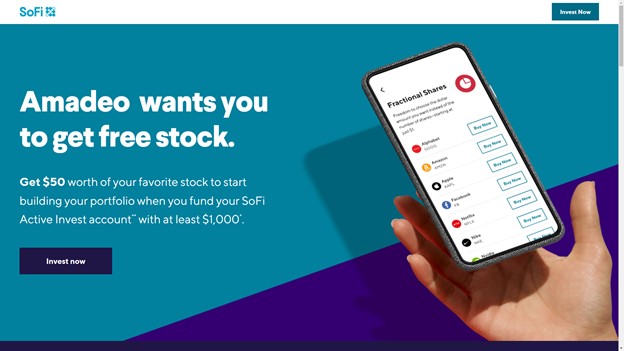 SoFi
Invest Now
Amadeo wants you
to get free stock.
Get $50 worth of your favorite stock to start
building your portfolio when you fund your SoFi
Active Invest account** with at least $1,000*.
Invest now
Fractional Shares
Freedom to choose the dollar
amount you want instead of the
number of shares—starting at
just $1.
Alphabet
GOOG
Buy Now
Amazon
AMZN
Buy Now
Apple
AAPL
Buy Now
Facebook
FB
Buy Now
Netflix
NFLX
Buy Now
Nike
NKE
Buy Now